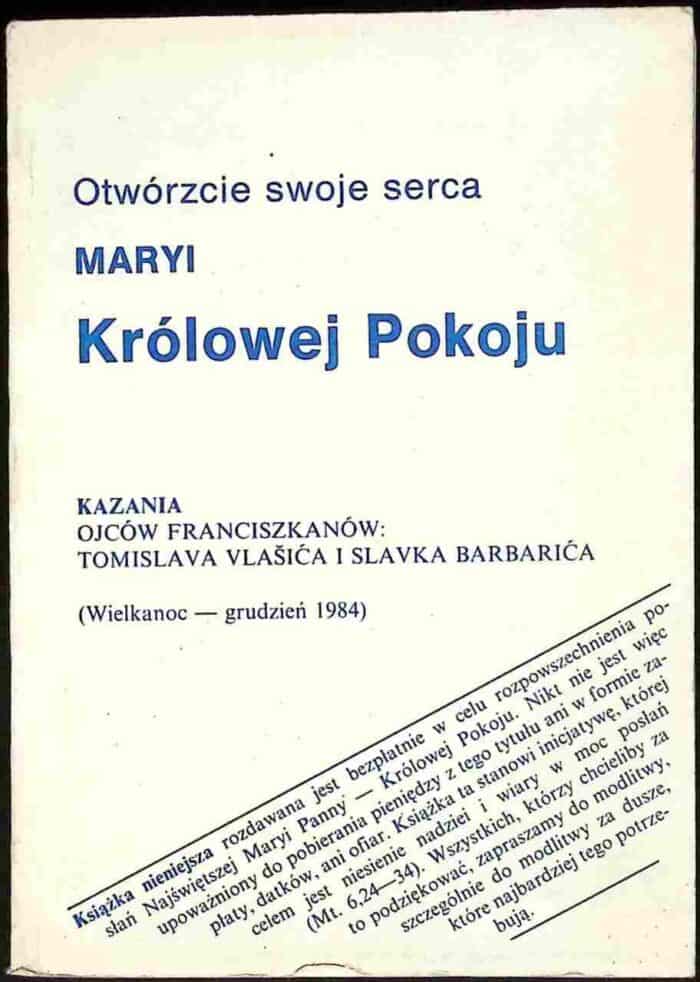 Otwórzcie swoje serca
MARYI
Królowej Pokoju
KAZANIA
OJCÓW FRANCISZKANÓW:
TOMISLAVA VLAŠIĆA I SLAVKA BARBARIĆA
(Wielkanoc — grudzień 1984)
Książka nieniejsza rozdawana jest bezpłatnie w celu rozpowszechnienia po-
słań Najświętszej Maryi Panny — Królowej Pokoju. Nikt nie jest więc
upoważniony do pobierania pieniędzy z tego tytułu ani w formie za-
płaty, datków, ani ofiar. Książka ta stanowi inicjatywę, której
celem jest niesienie nadziei i wiary w moc posłań
(Mt. 6,24—34). Wszystkich, którzy chcieliby za
to podziękować, zapraszamy do modlitwy,
szczególnie do modlitwy za dusze,
które najbardziej tego potrze-
bują.